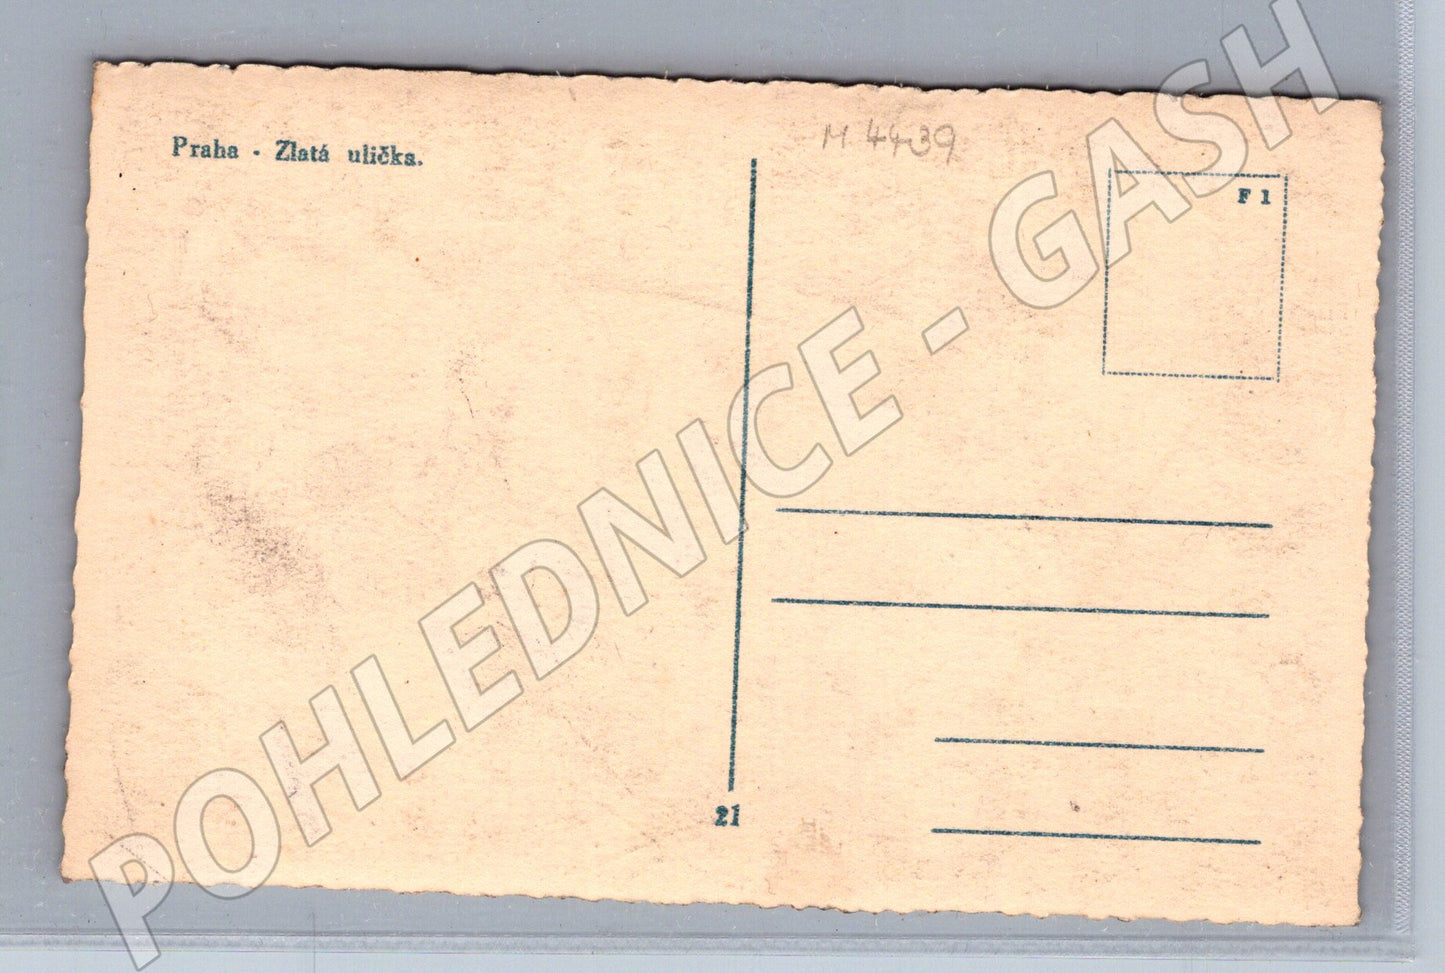 Praha - Zlatá ulička.
M 4439
F 1
21
POHLEDNICE - GASH